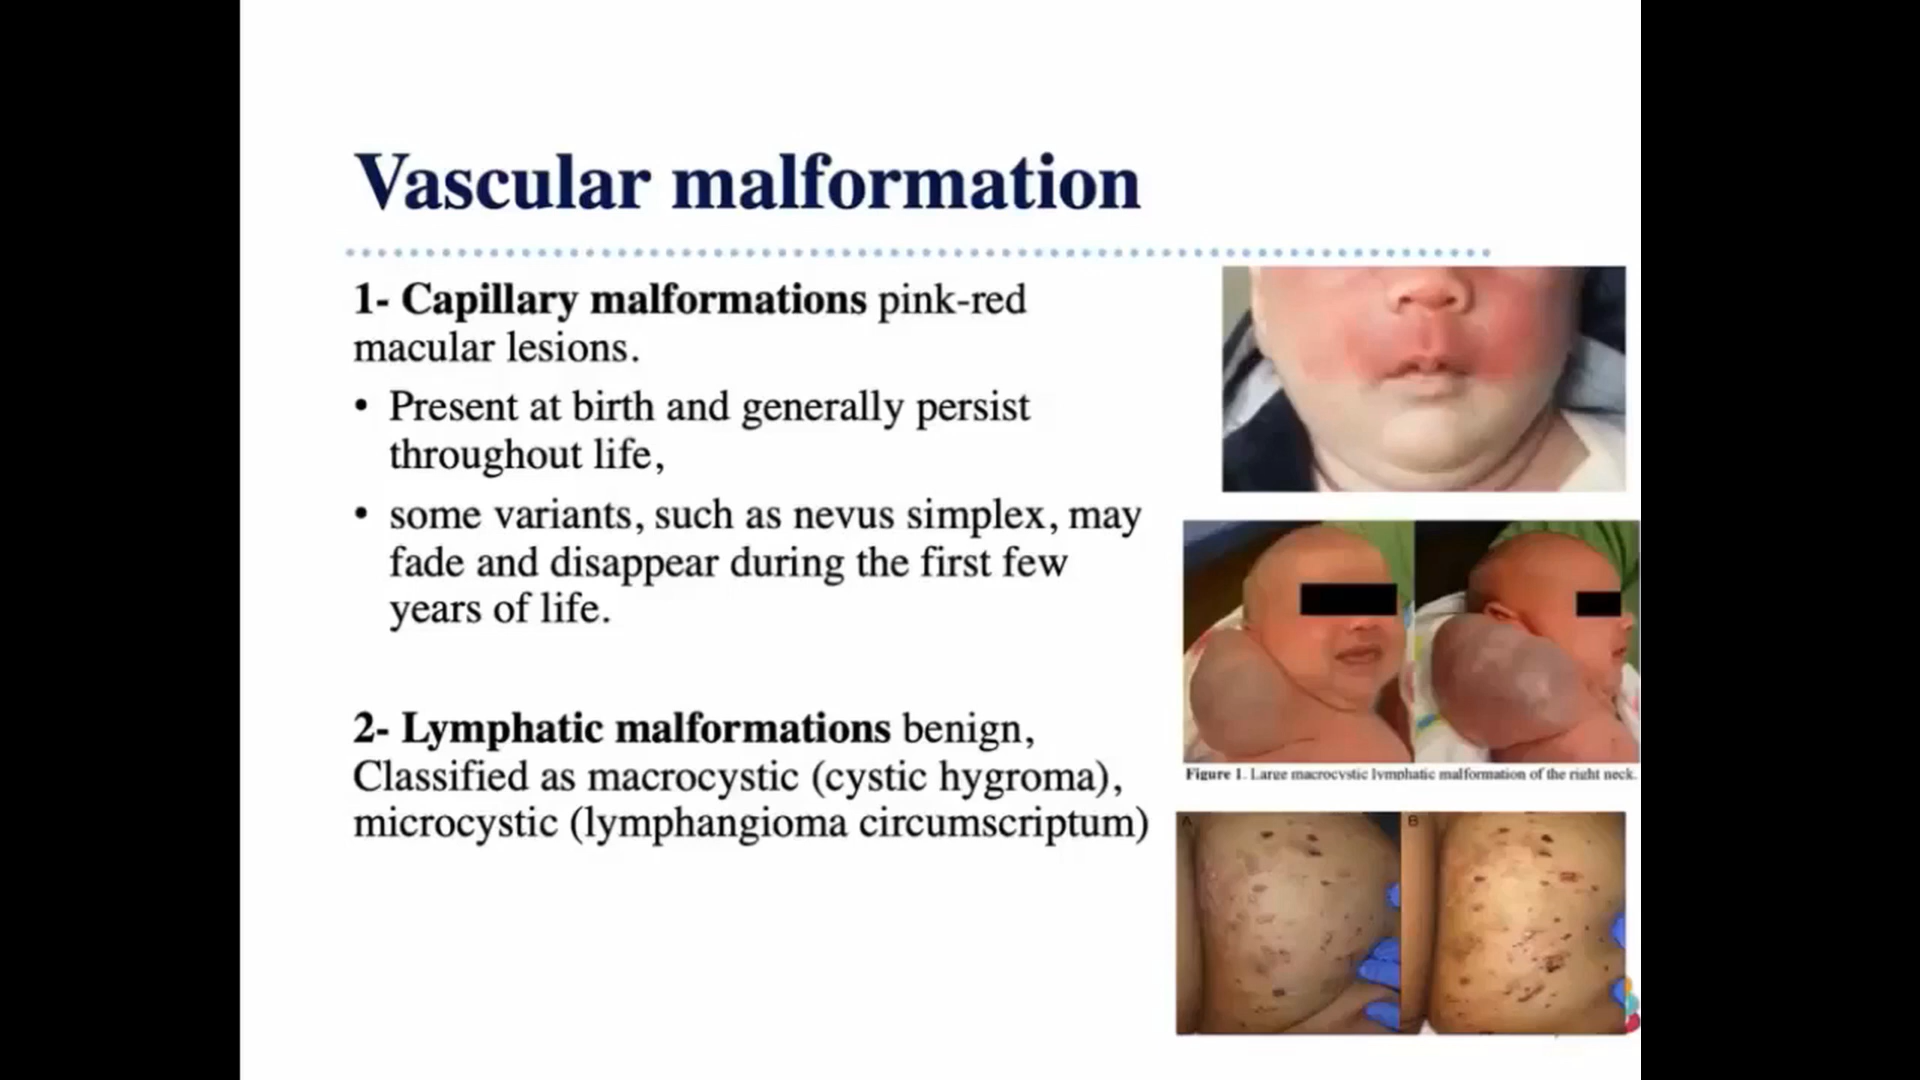 Vascular malformation
1- Capillary malformations pink-red
macular lesions.
• Present at birth and generally persist
throughout life,
• some variants, such as nevus simplex, may
fade and disappear during the first few
years of life.
2- Lymphatic malformations benign,
Classified as macrocystic (cystic hygroma),
microcystic (lymphangioma circumscriptum)
Figure 1. Large macrocystic lymphatic malformation of the right neck.
A
B